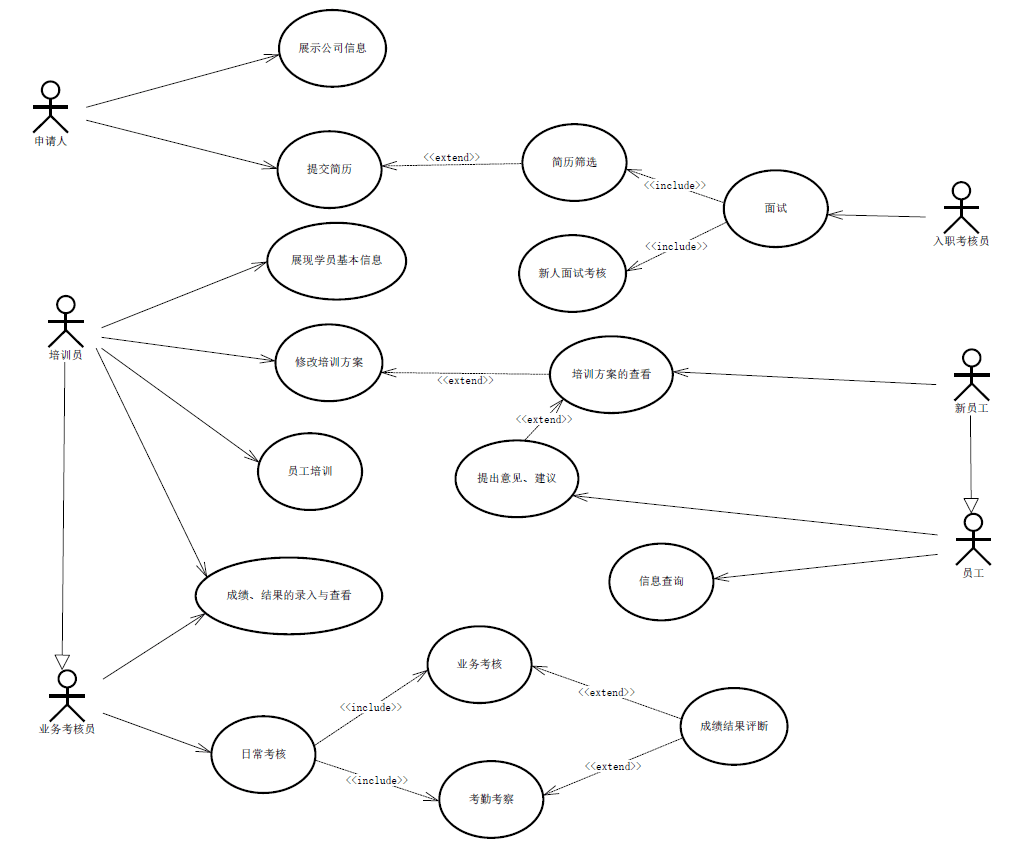 展示公司信息
申请人
提交简历
<<extend>>
简历筛选
<<include>>
面试
入职考核员
<<include>>
展现学员基本信息
新人面试考核
培训员
修改培训方案
<<extend>>
培训方案的查看
新员工
<<extend>>
员工培训
提出意见、建议
员工
信息查询
成绩、结果的录入与查看
业务考核
<<extend>>
<<include>>
业务考核员
成绩结果评断
日常考核
<<extend>>
<<include>>
考勤考察